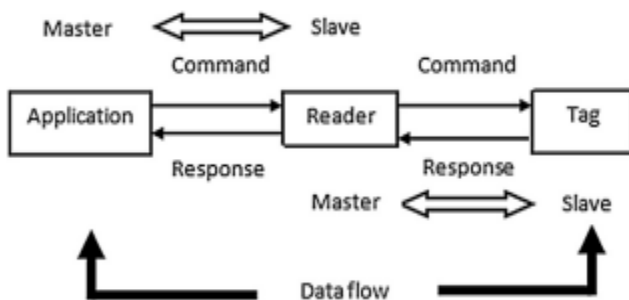 Master Slave
Command Command
Application Reader Tag
Response Response
Master Slave
Data flow